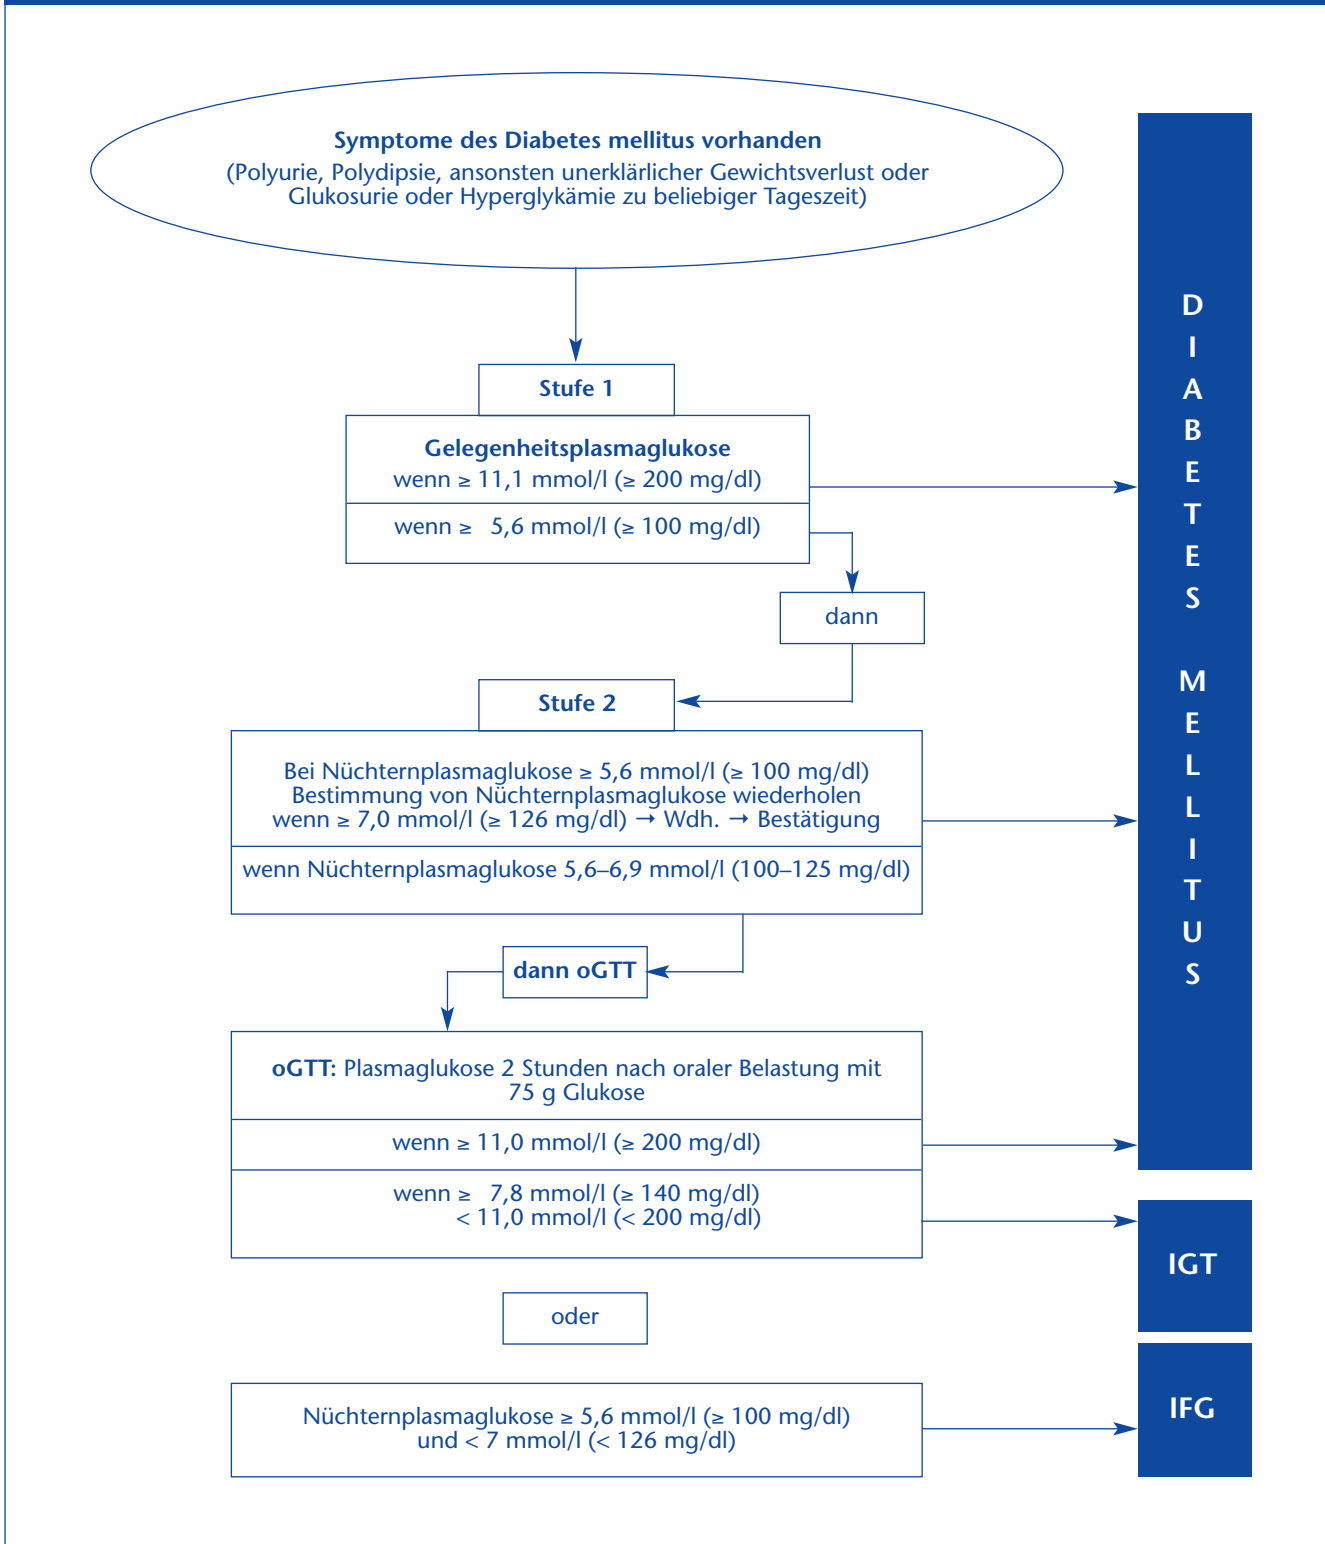 Symptome des Diabetes mellitus vorhanden
(Polyurie, Polydipsie, ansonsten unerklärlicher Gewichtsverlust oder
Glukosurie oder Hyperglykämie zu beliebiger Tageszeit)
Stufe 1
Gelegenheitsplasmaglukose
wenn ≥ 11,1 mmol/l (≥ 200 mg/dl)
wenn ≥ 5,6 mmol/l (≥ 100 mg/dl)
dann
Stufe 2
Bei Nüchternplasmaglukose ≥ 5,6 mmol/l (≥ 100 mg/dl)
Bestimmung von Nüchternplasmaglukose wiederholen
wenn ≥ 7,0 mmol/l (≥ 126 mg/dl) → Wdh. → Bestätigung
wenn Nüchternplasmaglukose 5,6–6,9 mmol/l (100–125 mg/dl)
dann oGTT
oGTT: Plasmaglukose 2 Stunden nach oraler Belastung mit
75 g Glukose
wenn ≥ 11,0 mmol/l (≥ 200 mg/dl)
wenn ≥ 7,8 mmol/l (≥ 140 mg/dl)
< 11,0 mmol/l (< 200 mg/dl)
oder
Nüchternplasmaglukose ≥ 5,6 mmol/l (≥ 100 mg/dl)
und < 7 mmol/l (< 126 mg/dl)
DIABETES MELLITUS
IGT
IFG